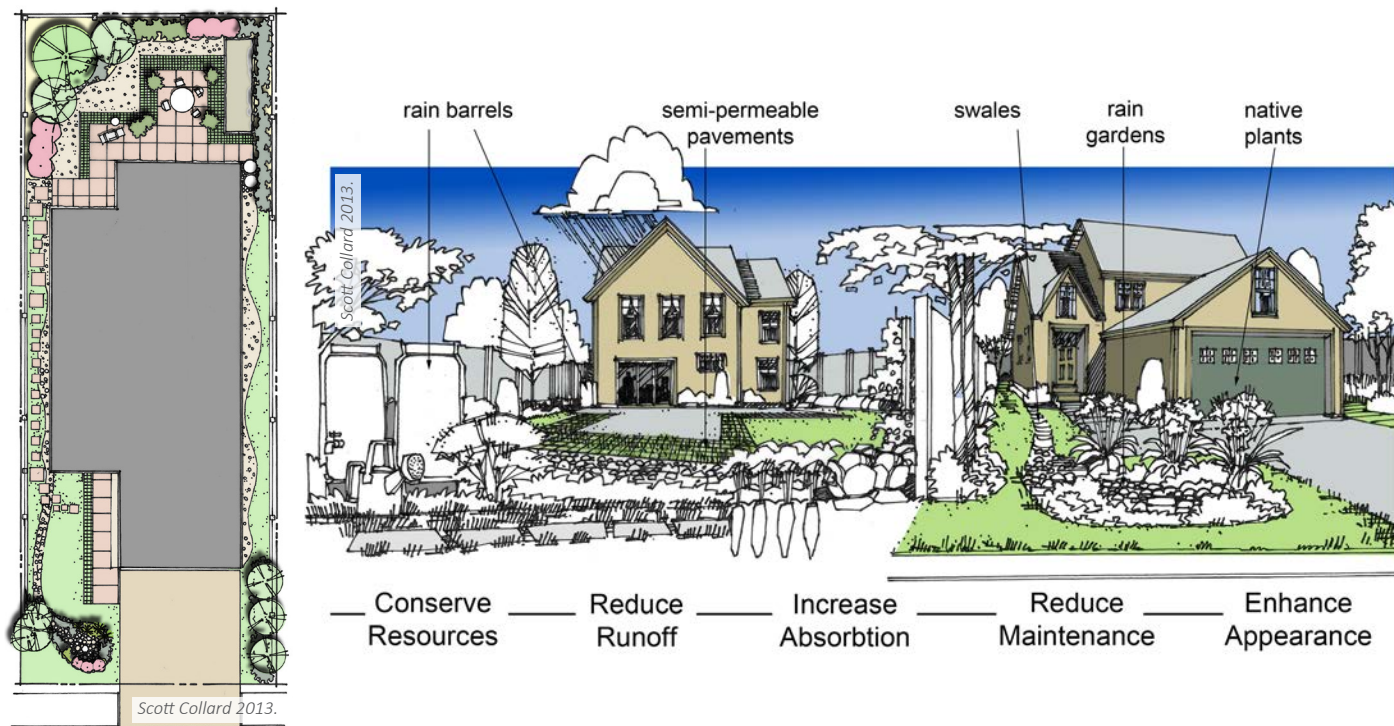 rain barrels
semi-permeable
pavements
swales
rain
gardens
native
plants
Scott Collard 2013.
Conserve
Resources
Reduce
Runoff
Increase
Absorbtion
Reduce
Maintenance
Enhance
Appearance
Scott Collard 2013.